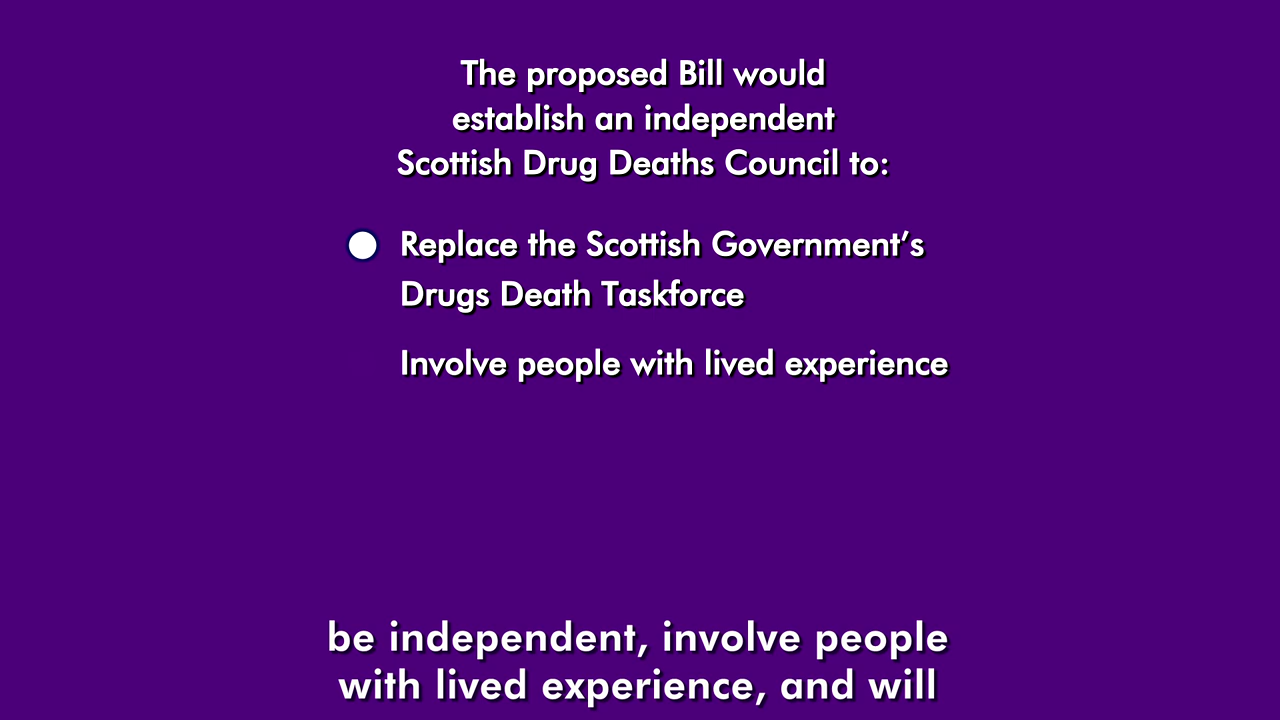 The proposed Bill would
establish an independent
Scottish Drug Deaths Council to:
Replace the Scottish Government's
Drugs Death Taskforce
Involve people with lived experience
be independent, involve people
with lived experience, and will